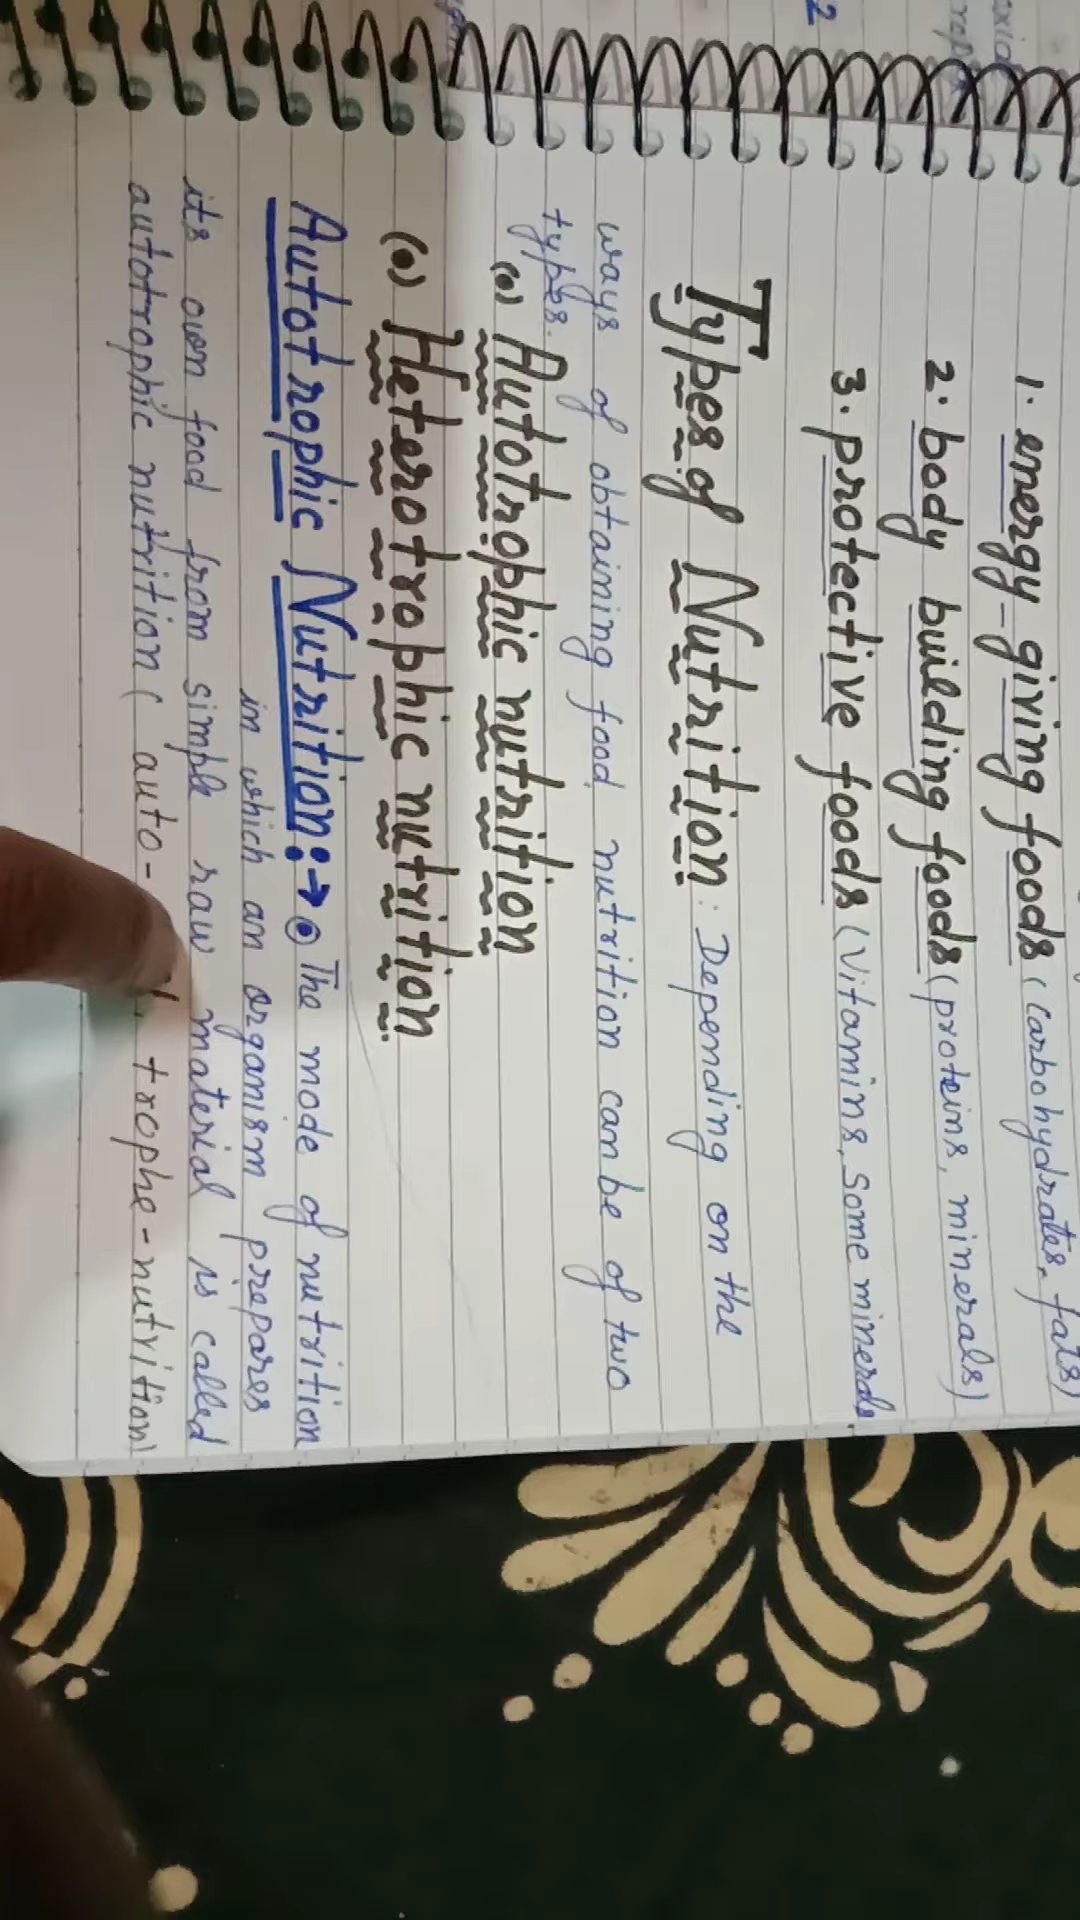 1. energy-giving foods (carbohydrates, fats)
2. body building foods (proteins, minerals)
3. protective foods (Vitamins, Some minerals
Types of Nutrition: Depending on the
ways of obtaining food, nutrition can be of two
types.
Autotrophic nutrition
Heterotrophic nutrition
Autotrophic Nutrition:→ The mode of nutrition
in which an organism prepares
its own food from simple raw material is called
autotrophic nutrition ( auto- trophe-nutrition)